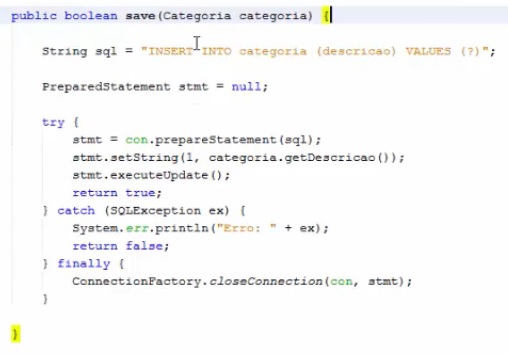 public boolean save(Categoria categoria) {
String sql = "INSERT INTO categoria (descricao) VALUES (?)";
PreparedStatement stmt = null;
try {
stmt = con.prepareStatement(sql);
stmt.setString(1, categoria.getDescricao());
stmt.executeUpdate();
return true;
} catch (SQLException ex) {
System.err.println("Erro: " + ex);
return false;
} finally {
ConnectionFactory.closeConnection(con, stmt);
}
}